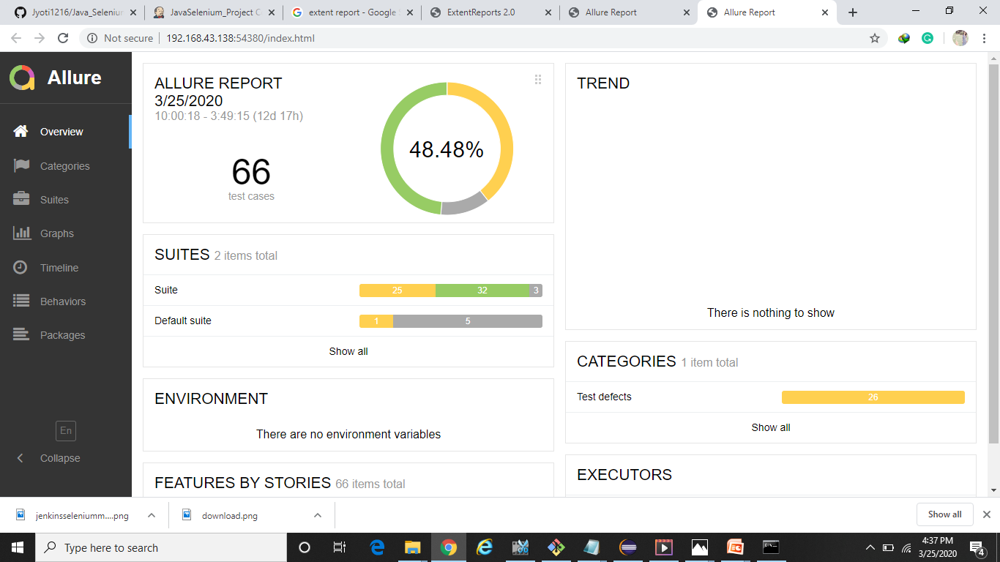 Jyoti1216/Java_Seleniu
JavaSelenium_Project C
extent report - Google
ExtentReports 2.0
Allure Report
Allure Report
Not secure
192.168.43.138:54380/index.html
Allure
Overview
Categories
Suites
Graphs
Timeline
Behaviors
Packages
En
Collapse
ALLURE REPORT
3/25/2020
10:00:18 - 3:49:15 (12d 17h)
66
test cases
48.48%
SUITES 2 items total
Suite
25 32 3
Default suite
1 5
Show all
ENVIRONMENT
There are no environment variables
FEATURES BY STORIES 66 items total
TREND
There is nothing to show
CATEGORIES 1 item total
Test defects
26
Show all
EXECUTORS
jenkinsseleniumm....png
download.png
Show all
Type here to search
4:37 PM
3/25/2020
4